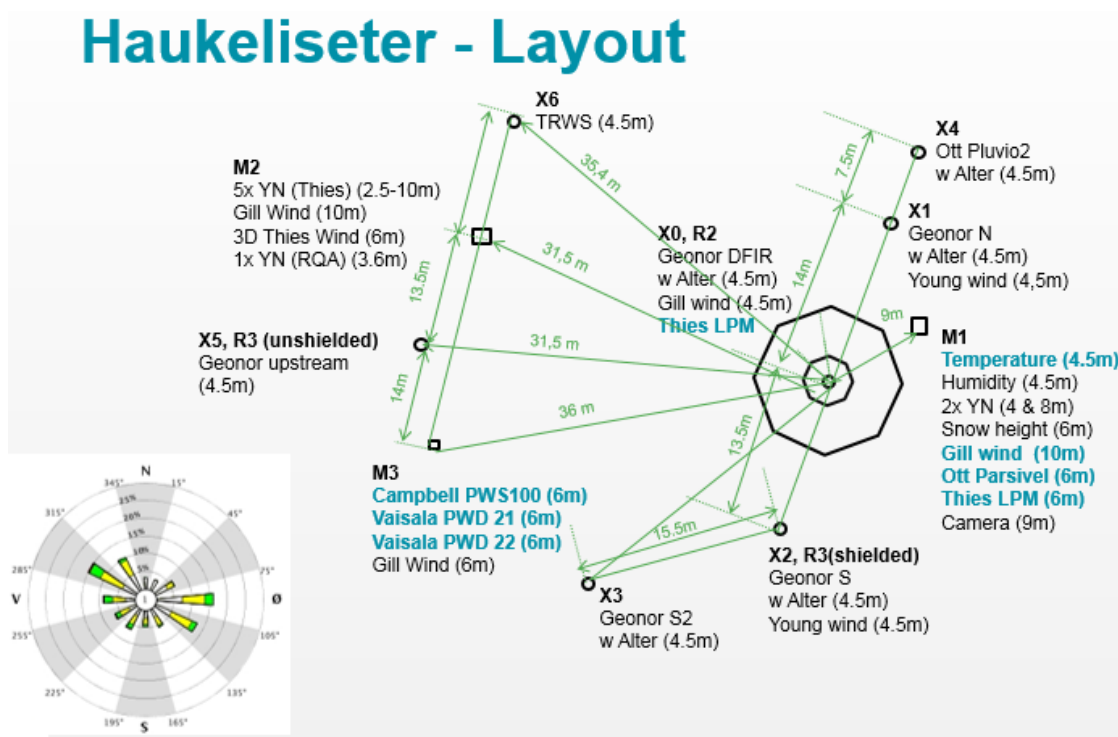 Haukeliseter - Layout
X6
TRWS (4.5m)
M2
5x YN (Thies) (2.5-10m)
Gill Wind (10m)
3D Thies Wind (6m)
1x YN (RQA) (3.6m)
X4
Ott Pluvio2
w Alter (4.5m)
X1
Geonor N
w Alter (4.5m)
Young wind (4,5m)
X0, R2
Geonor DFIR
w Alter (4.5m)
Gill wind (4.5m)
Thies LPM
35,4 m
31,5 m
7.5m
14m
9m
13.5m
X5, R3 (unshielded)
Geonor upstream
(4.5m)
31,5 m
14m
36 m
13.5m
15.5m
M1
Temperature (4.5m)
Humidity (4.5m)
2x YN (4 & 8m)
Snow height (6m)
Gill wind (10m)
Ott Parsivel (6m)
Thies LPM (6m)
Camera (9m)
M3
Campbell PWS100 (6m)
Vaisala PWD 21 (6m)
Vaisala PWD 22 (6m)
Gill Wind (6m)
X2, R3(shielded)
Geonor S
w Alter (4.5m)
Young wind (4.5m)
X3
Geonor S2
w Alter (4.5m)
N
345°
15°
315°
45°
25%
20%
15%
10%
5%
285°
75°
V
Ø
255°
105°
225°
135°
195°
165°
S